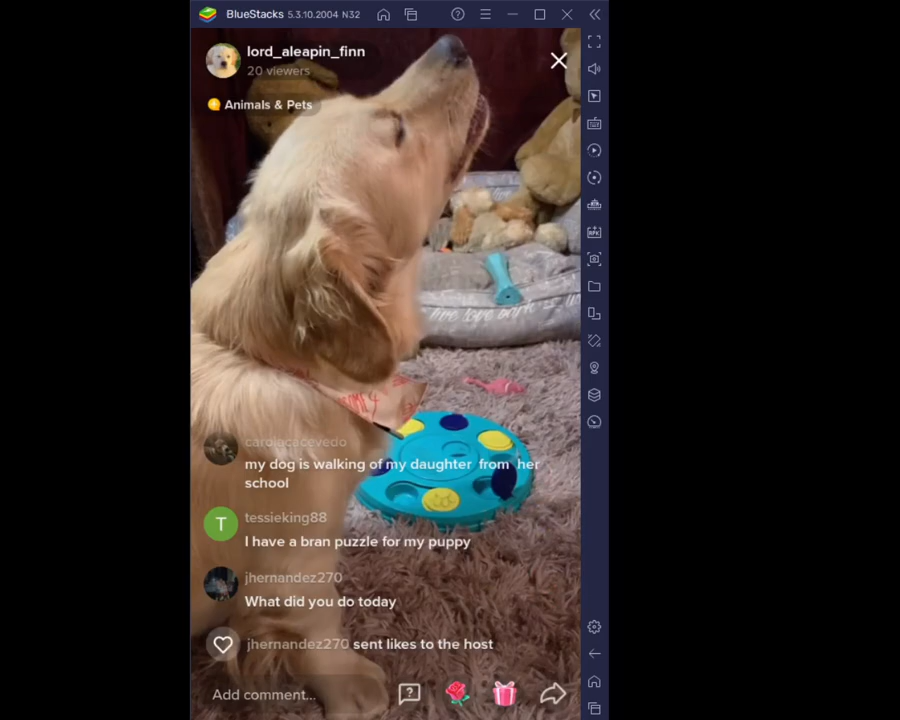 BlueStacks 5.3.10.2004 N32
lord_aleapin_finn
20 viewers
Animals & Pets
carolacacevedo
my dog is walking of my daughter from her
school
T
tessieking88
I have a bran puzzle for my puppy
jhernandez270
What did you do today
jhernandez270 sent likes to the host
Add comment...